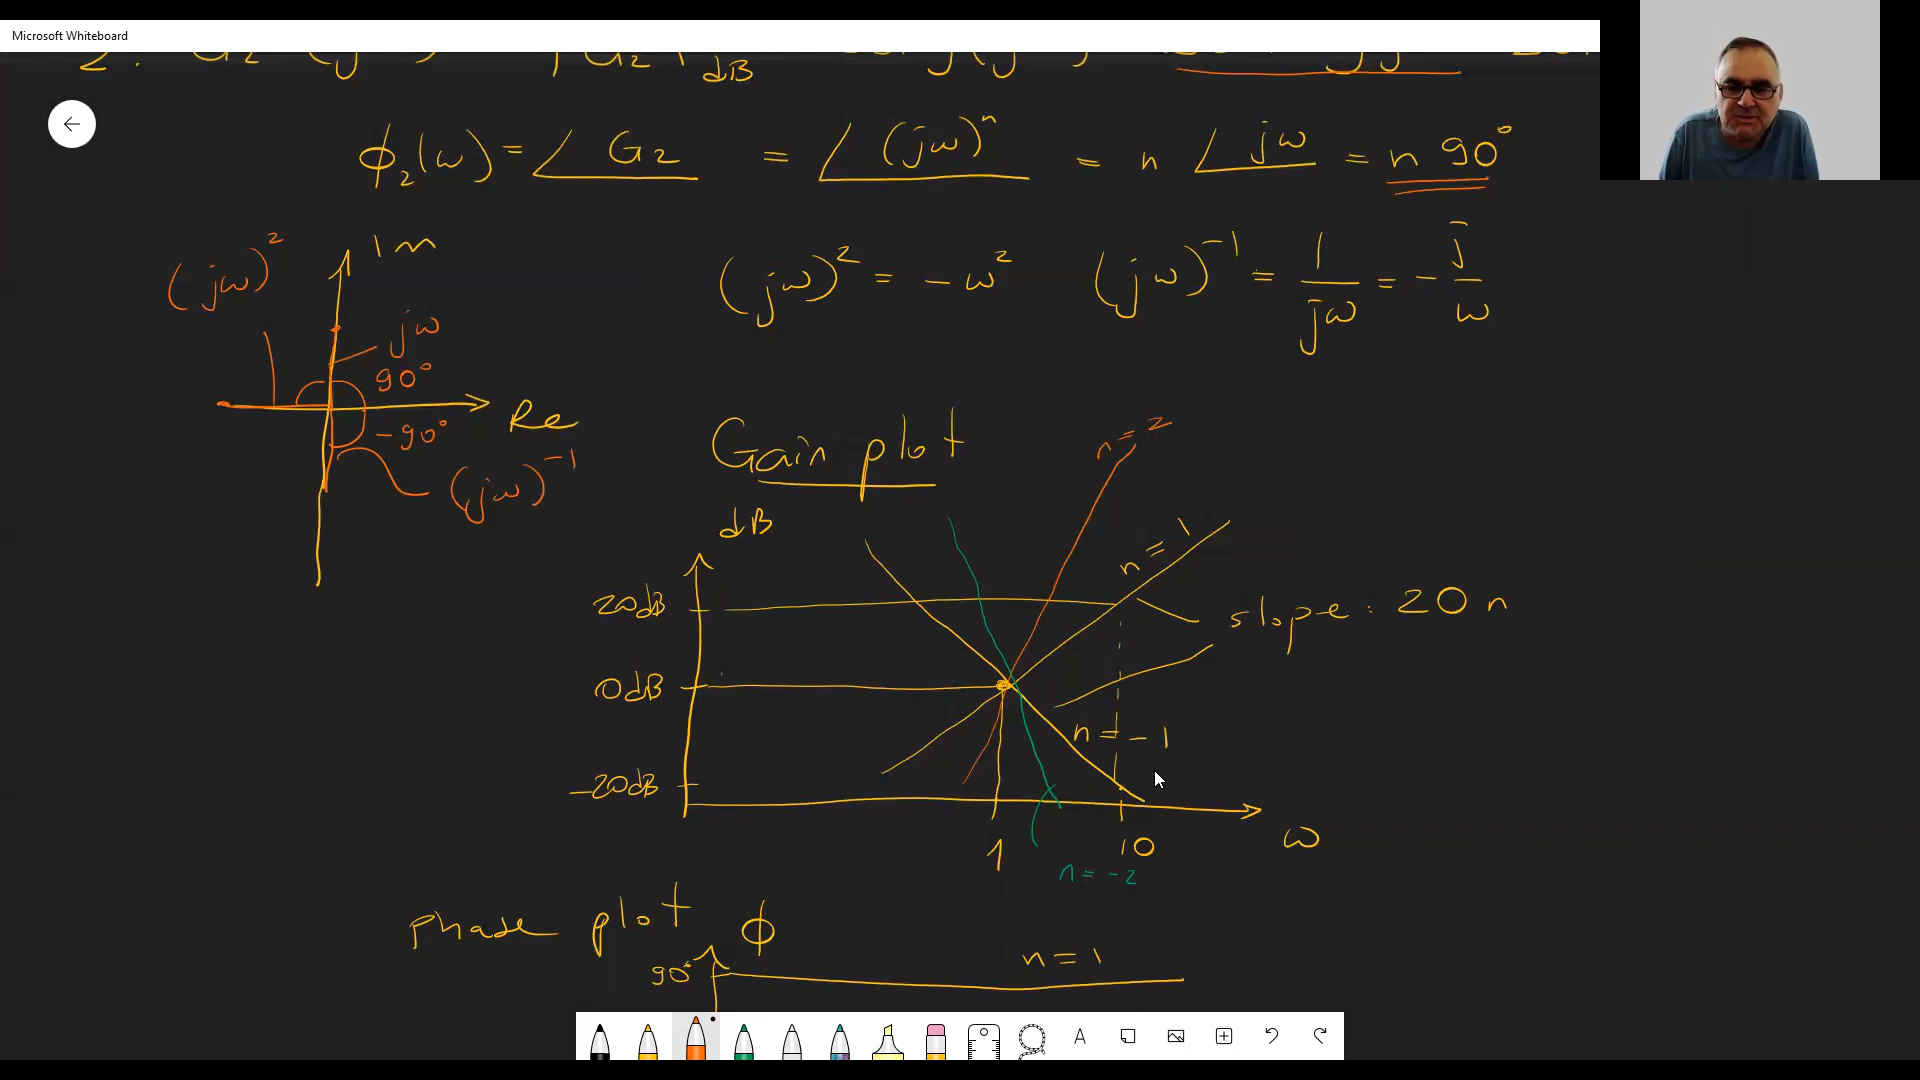 Microsoft Whiteboard
dB
ϕ₂(ω) = ∠G₂ = ∠(jω)ⁿ = n ∠jω = n 90°
(jω)² = −ω²   (jω)⁻¹ = 1/jω = −j/ω
Im
(jω)²
jω
90°
Re
−90°
(jω)⁻¹
Gain plot
n = 2
dB
n = 1
20dB
slope: 20 n
0dB
n = −1
−20dB
1
10
ω
n = −2
Phase plot ϕ
n = 1
90°
A